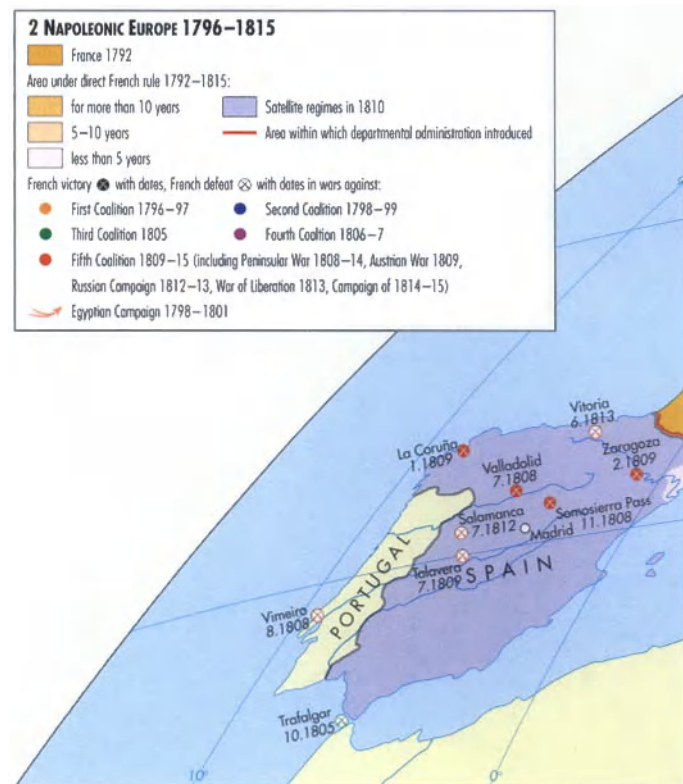 2 NAPOLEONIC EUROPE 1796–1815
France 1792
Area under direct French rule 1792–1815:
for more than 10 years
Satellite regimes in 1810
5–10 years
Area within which departmental administration introduced
less than 5 years
French victory with dates, French defeat with dates in wars against:
First Coalition 1796–97
Second Coalition 1798–99
Third Coalition 1805
Fourth Coaltion 1806–7
Fifth Coalition 1809–15 (including Peninsular War 1808–14, Austrian War 1809,
Russian Campaign 1812–13, War of Liberation 1813, Campaign of 1814–15)
Egyptian Campaign 1798–1801
Vitoria
6.1813
La Coruña
1.1809
Zaragoza
2.1809
Valladolid
7.1808
Somosierra Pass
11.1808
Salamanca
7.1812
Madrid
Talavera
7.1809
SPAIN
PORTUGAL
Vimeira
8.1808
Trafalgar
10.1805
10°
0°